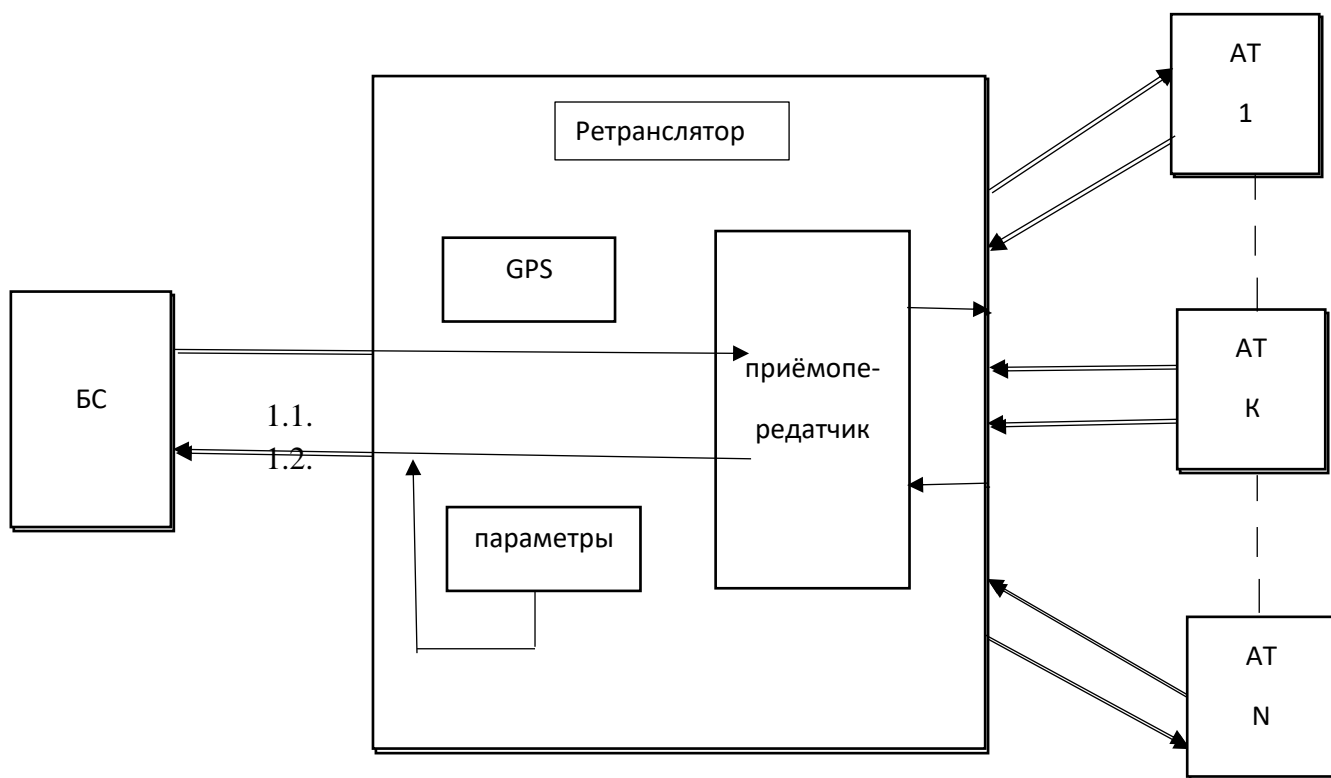 АТ
1
Ретранслятор
GPS
БС
1.1.
1.2.
приёмопе-
редатчик
АТ
К
параметры
АТ
N